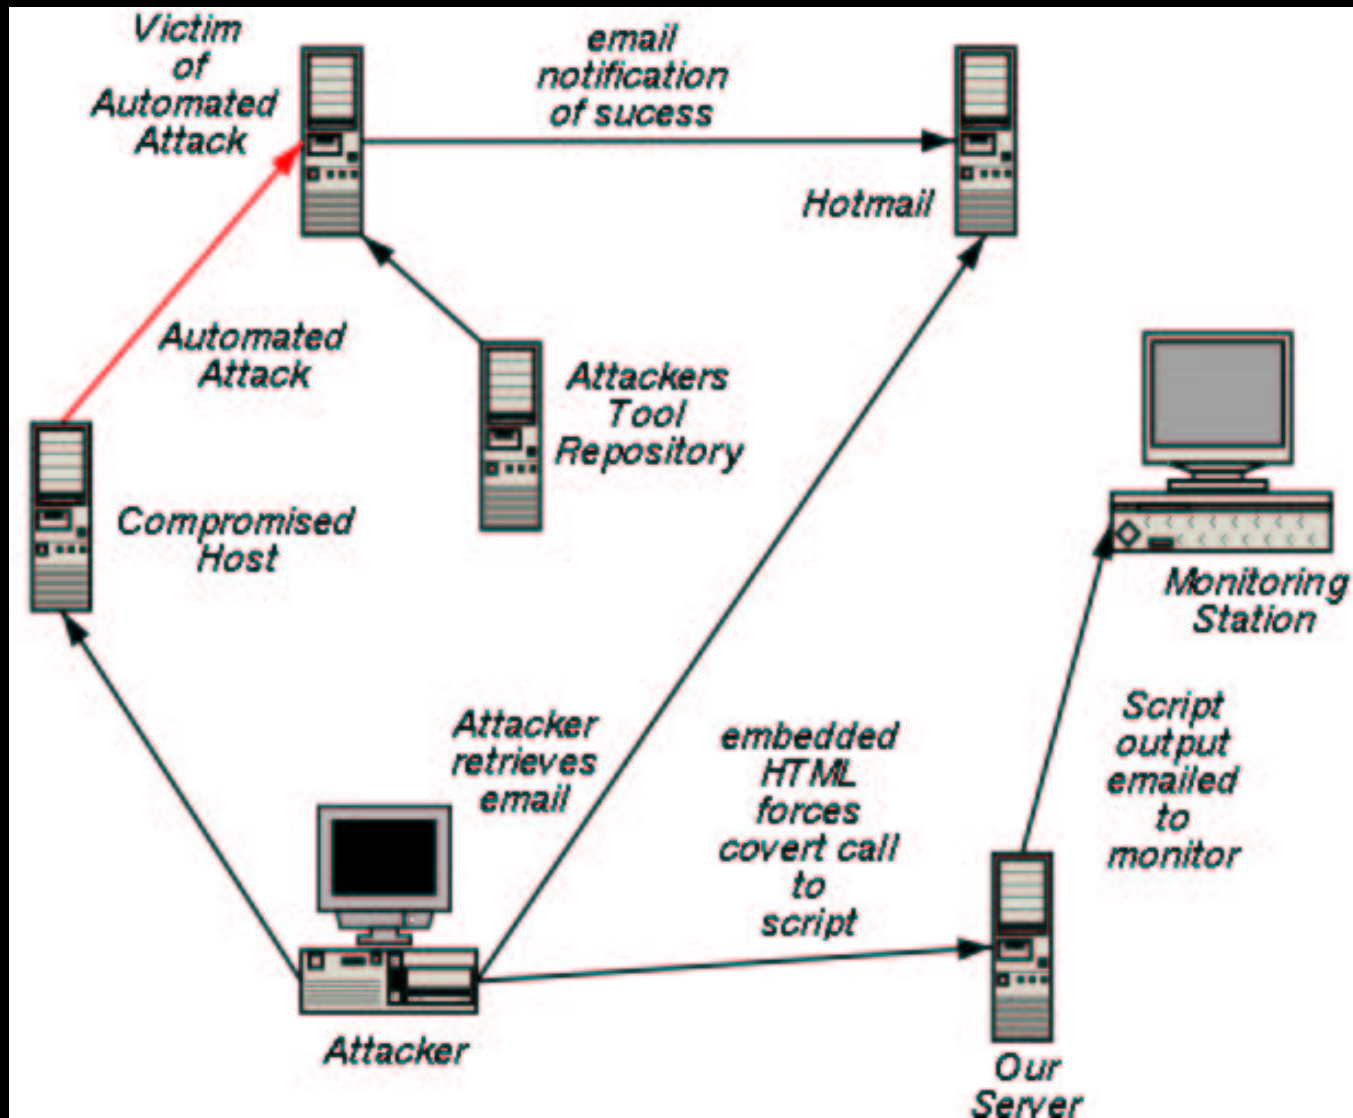 Victim
of
Automated
Attack
email
notification
of sucess
Hotmail
Automated
Attack
Attackers
Tool
Repository
Compromised
Host
Monitoring
Station
Attacker
retrieves
email
embedded
HTML
forces
covert call
to
script
Script
output
emailed
to
monitor
Attacker
Our
Server